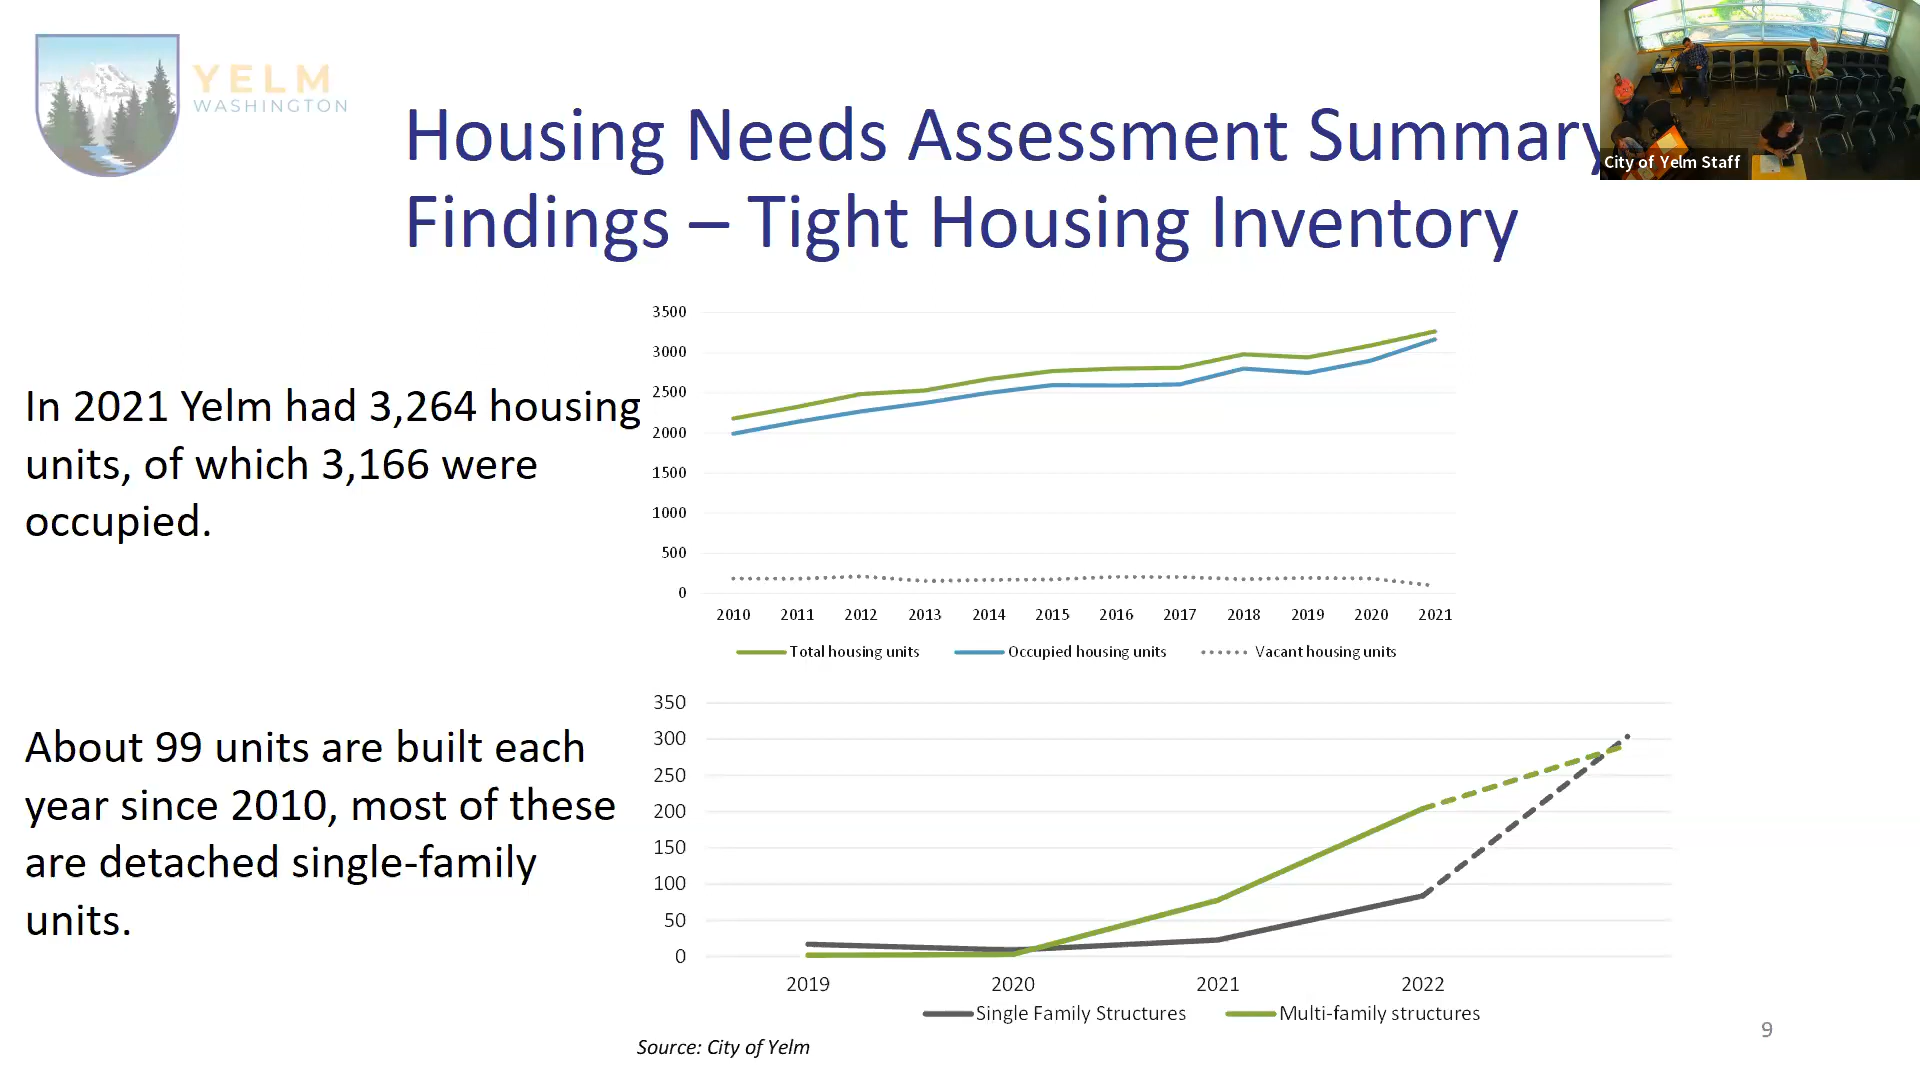 YELM
WASHINGTON
Housing Needs Assessment Summary
Findings – Tight Housing Inventory
City of Yelm Staff
In 2021 Yelm had 3,264 housing
units, of which 3,166 were
occupied.
3500
3000
2500
2000
1500
1000
500
0
2010 2011 2012 2013 2014 2015 2016 2017 2018 2019 2020 2021
Total housing units Occupied housing units Vacant housing units
About 99 units are built each
year since 2010, most of these
are detached single-family
units.
350
300
250
200
150
100
50
0
2019 2020 2021 2022
Single Family Structures Multi-family structures
Source: City of Yelm
9